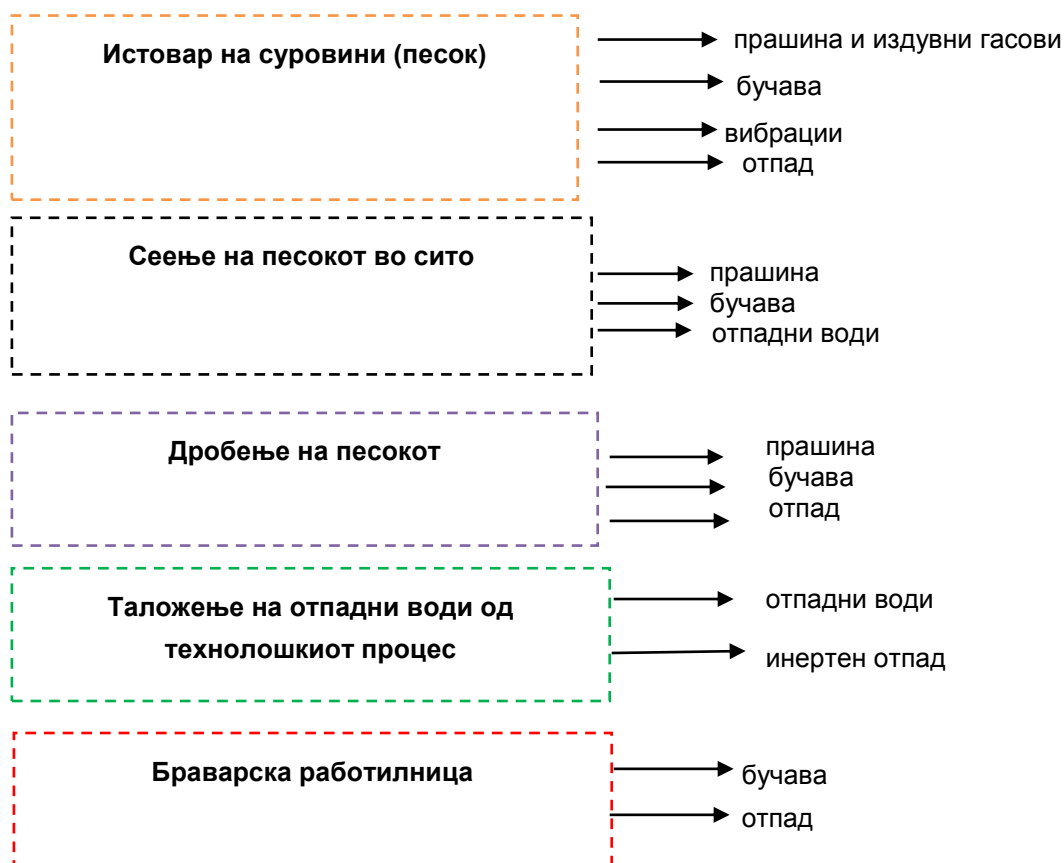 Истовар на суровини (песок)
прашина и издувни гасови
бучава
вибрации
отпад
Сеење на песокот во сито
прашина
бучава
отпадни води
Дробење на песокот
прашина
бучава
отпад
Таложење на отпадни води од
технолошкиот процес
отпадни води
инертен отпад
Браварска работилница
бучава
отпад